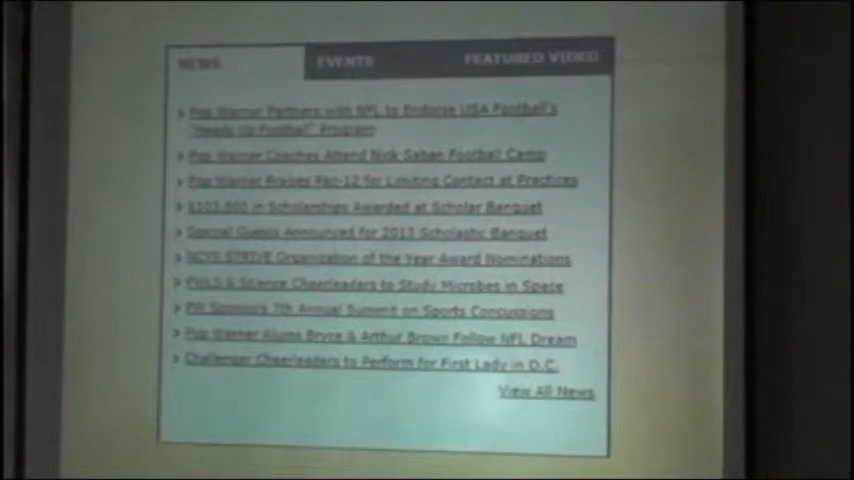 NEWS
EVENTS
FEATURED VIDEO
Pop Warner Partners with NFL to Endorse USA Football's
"Heads Up Football" Program
Pop Warner Coaches Attend Nick Saban Football Camp
Pop Warner Praises Pac-12 for Limiting Contact at Practices
in Scholarships Awarded at Scholar Banquet
Special Guests Announced for 2013 Scholastic Banquet
NCYS STRIVE Organization of the Year Award Nominations
& Science Cheerleaders to Study Microbes in Space
PW Sponsors 7th Annual Summit on Sports Concussions
Pop Warner Alums Bryce & Arthur Brown Follow NFL Dream
Challenger Cheerleaders to Perform for First Lady in D.C.
View All News